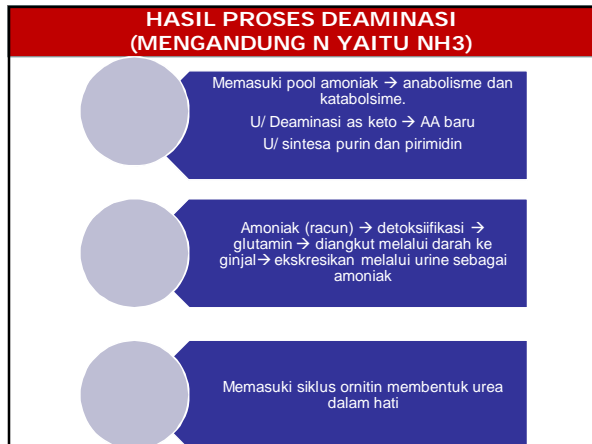 HASIL PROSES DEAMINASI
(MENGANDUNG N YAITU NH3)
Memasuki pool amoniak → anabolisme dan
katabolsime.
U/ Deaminasi as keto → AA baru
U/ sintesa purin dan pirimidin
Amoniak (racun) → detoksiifikasi →
glutamin → diangkut melalui darah ke
ginjal→ ekskresikan melalui urine sebagai
amoniak
Memasuki siklus ornitin membentuk urea
dalam hati